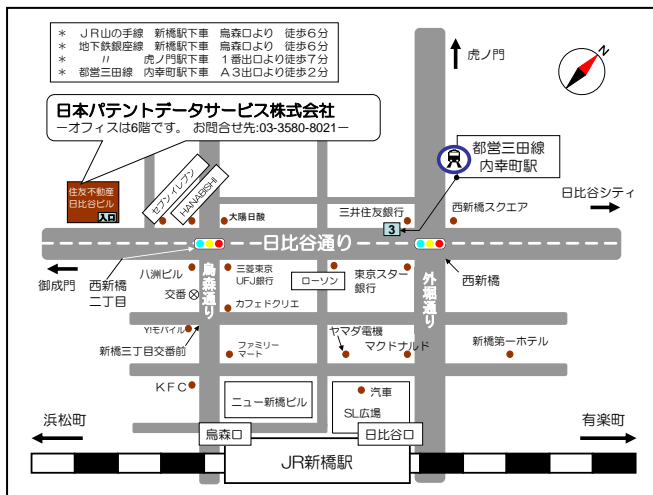 ＊ ＪＲ山の手線 新橋駅下車 烏森口より 徒歩６分
＊ 地下鉄銀座線 新橋駅下車 烏森口より 徒歩６分
＊ 〃 虎ノ門駅下車 １番出口より徒歩７分
＊ 都営三田線 内幸町駅下車 Ａ３出口より徒歩２分
虎ノ門
N
日本パテントデータサービス株式会社
－オフィスは6階です。 お問合せ先:03-3580-8021－
都営三田線
内幸町駅
住友不動産
日比谷ビル
入口
セブンイレブン
HANABISHI
大陽日酸
三井住友銀行
3
西新橋スクエア
日比谷シティ
日比谷通り
御成門
西新橋
二丁目
八洲ビル
交番
烏森通り
三菱東京
UFJ銀行
カフェドクリエ
ローソン
東京スター
銀行
外堀通り
西新橋
Y!モバイル
新橋三丁目交番前
ファミリー
マート
ヤマダ電機
マクドナルド
新橋第一ホテル
ＫＦＣ
ニュー新橋ビル
汽車
SL広場
浜松町
烏森口
日比谷口
有楽町
JR新橋駅